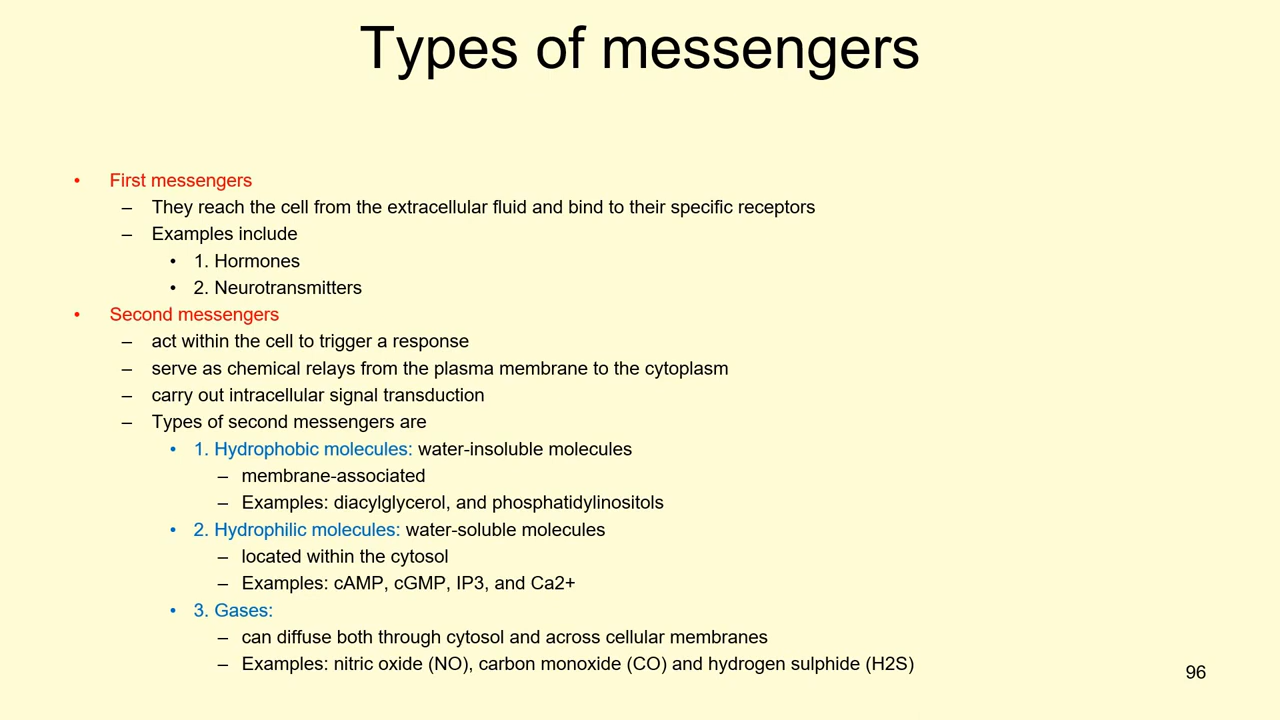 Types of messengers
• First messengers
– They reach the cell from the extracellular fluid and bind to their specific receptors
– Examples include
• 1. Hormones
• 2. Neurotransmitters
• Second messengers
– act within the cell to trigger a response
– serve as chemical relays from the plasma membrane to the cytoplasm
– carry out intracellular signal transduction
– Types of second messengers are
• 1. Hydrophobic molecules: water-insoluble molecules
– membrane-associated
– Examples: diacylglycerol, and phosphatidylinositols
• 2. Hydrophilic molecules: water-soluble molecules
– located within the cytosol
– Examples: cAMP, cGMP, IP3, and Ca2+
• 3. Gases:
– can diffuse both through cytosol and across cellular membranes
– Examples: nitric oxide (NO), carbon monoxide (CO) and hydrogen sulphide (H2S)
96